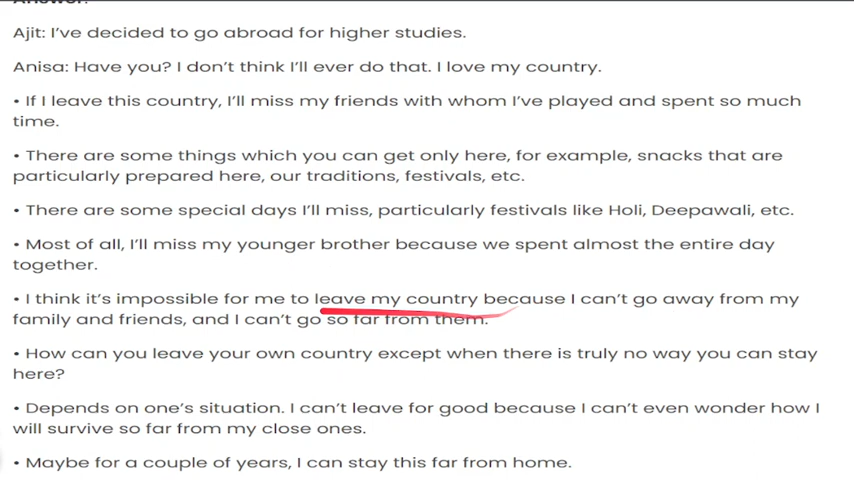 Answer:
Ajit: I've decided to go abroad for higher studies.
Anisa: Have you? I don't think I'll ever do that. I love my country.
• If I leave this country, I'll miss my friends with whom I've played and spent so much
time.
• There are some things which you can get only here, for example, snacks that are
particularly prepared here, our traditions, festivals, etc.
• There are some special days I'll miss, particularly festivals like Holi, Deepawali, etc.
• Most of all, I'll miss my younger brother because we spent almost the entire day
together.
• I think it's impossible for me to leave my country because I can't go away from my
family and friends, and I can't go so far from them.
• How can you leave your own country except when there is truly no way you can stay
here?
• Depends on one's situation. I can't leave for good because I can't even wonder how I
will survive so far from my close ones.
• Maybe for a couple of years, I can stay this far from home.